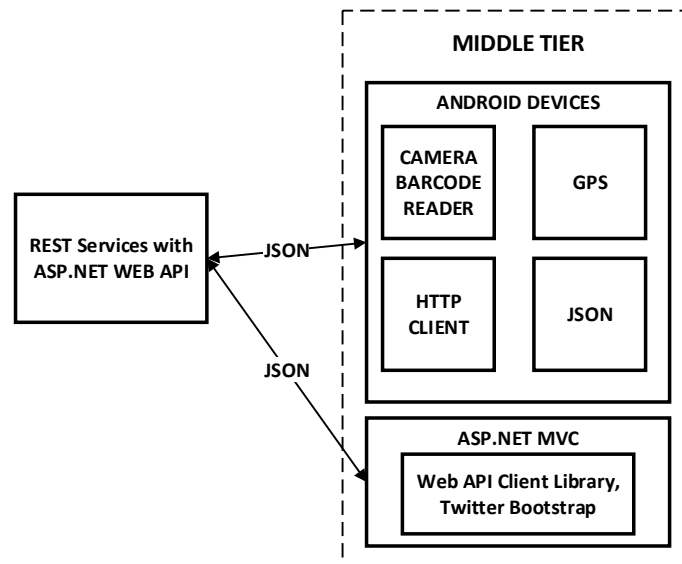 MIDDLE TIER
ANDROID DEVICES
CAMERA
BARCODE
READER
GPS
REST Services with
ASP.NET WEB API
JSON
HTTP
CLIENT
JSON
JSON
ASP.NET MVC
Web API Client Library,
Twitter Bootstrap